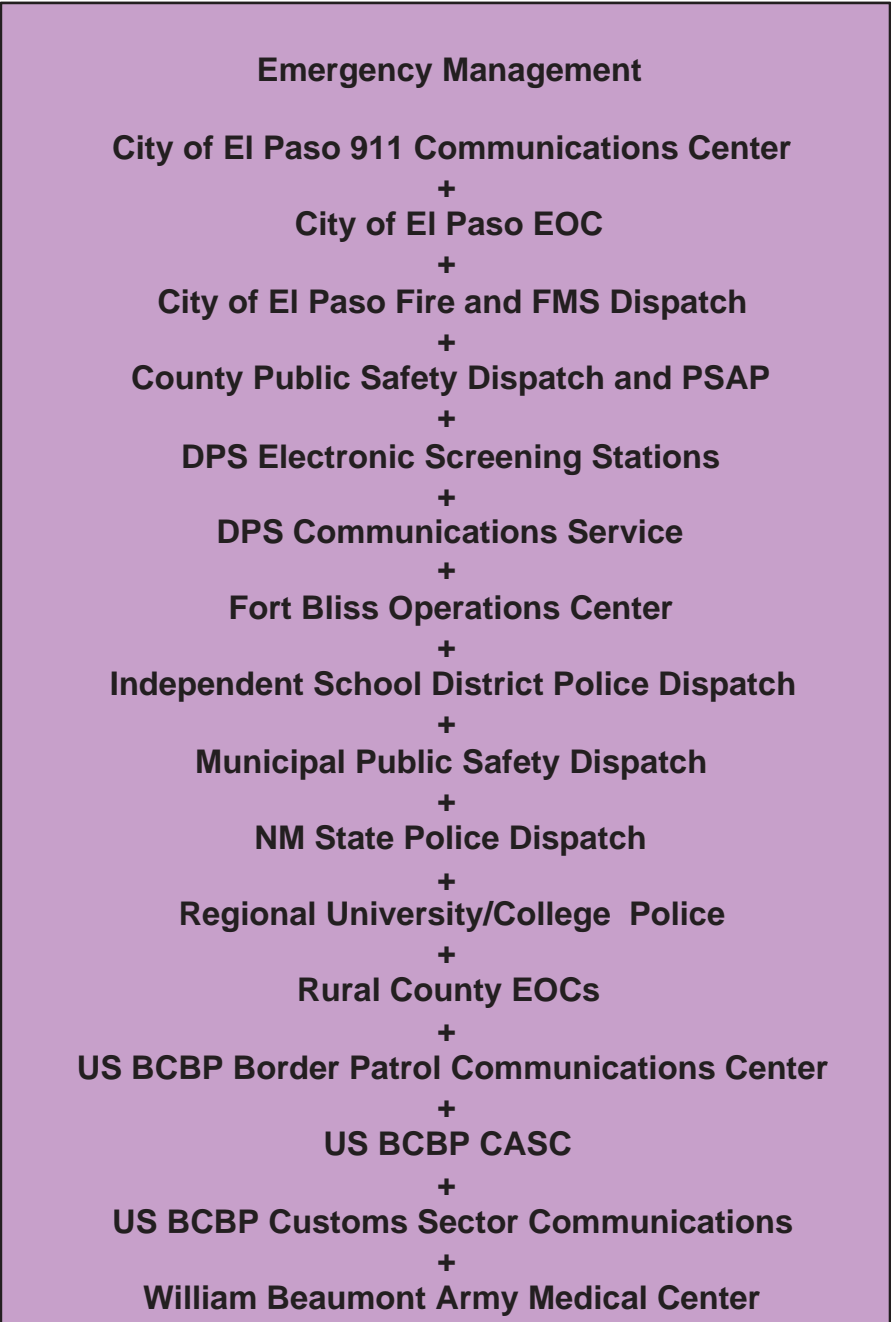 Emergency Management
City of El Paso 911 Communications Center
+
City of El Paso EOC
+
City of El Paso Fire and FMS Dispatch
+
County Public Safety Dispatch and PSAP
+
DPS Electronic Screening Stations
+
DPS Communications Service
+
Fort Bliss Operations Center
+
Independent School District Police Dispatch
+
Municipal Public Safety Dispatch
+
NM State Police Dispatch
+
Regional University/College Police
+
Rural County EOCs
+
US BCBP Border Patrol Communications Center
+
US BCBP CASC
+
US BCBP Customs Sector Communications
+
William Beaumont Army Medical Center